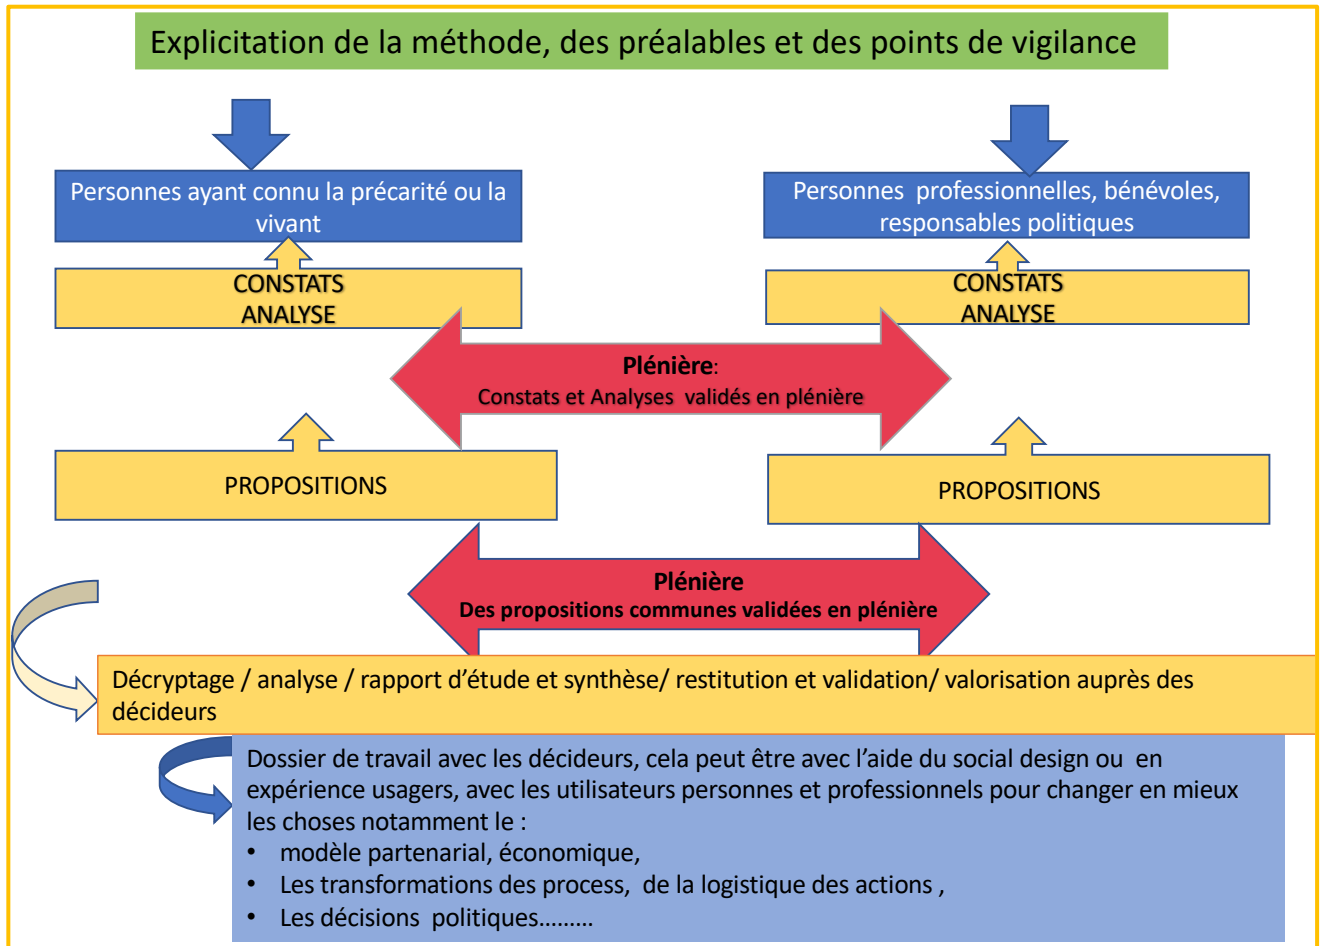 Explicitation de la méthode, des préalables et des points de vigilance
Personnes ayant connu la précarité ou la
vivant
Personnes  professionnelles, bénévoles,
responsables politiques
CONSTATS
ANALYSE
CONSTATS
ANALYSE
Plénière:
Constats et Analyses  validés en plénière
PROPOSITIONS
PROPOSITIONS
Plénière
Des propositions communes validées en plénière
Décryptage / analyse / rapport d’étude et synthèse/ restitution et validation/ valorisation auprès des
décideurs
Dossier de travail avec les décideurs, cela peut être avec l’aide du social design ou  en
expérience usagers, avec les utilisateurs personnes et professionnels pour changer en mieux
les choses notamment le :
• modèle partenarial, économique,
• Les transformations des process,  de la logistique des actions ,
• Les décisions  politiques.........